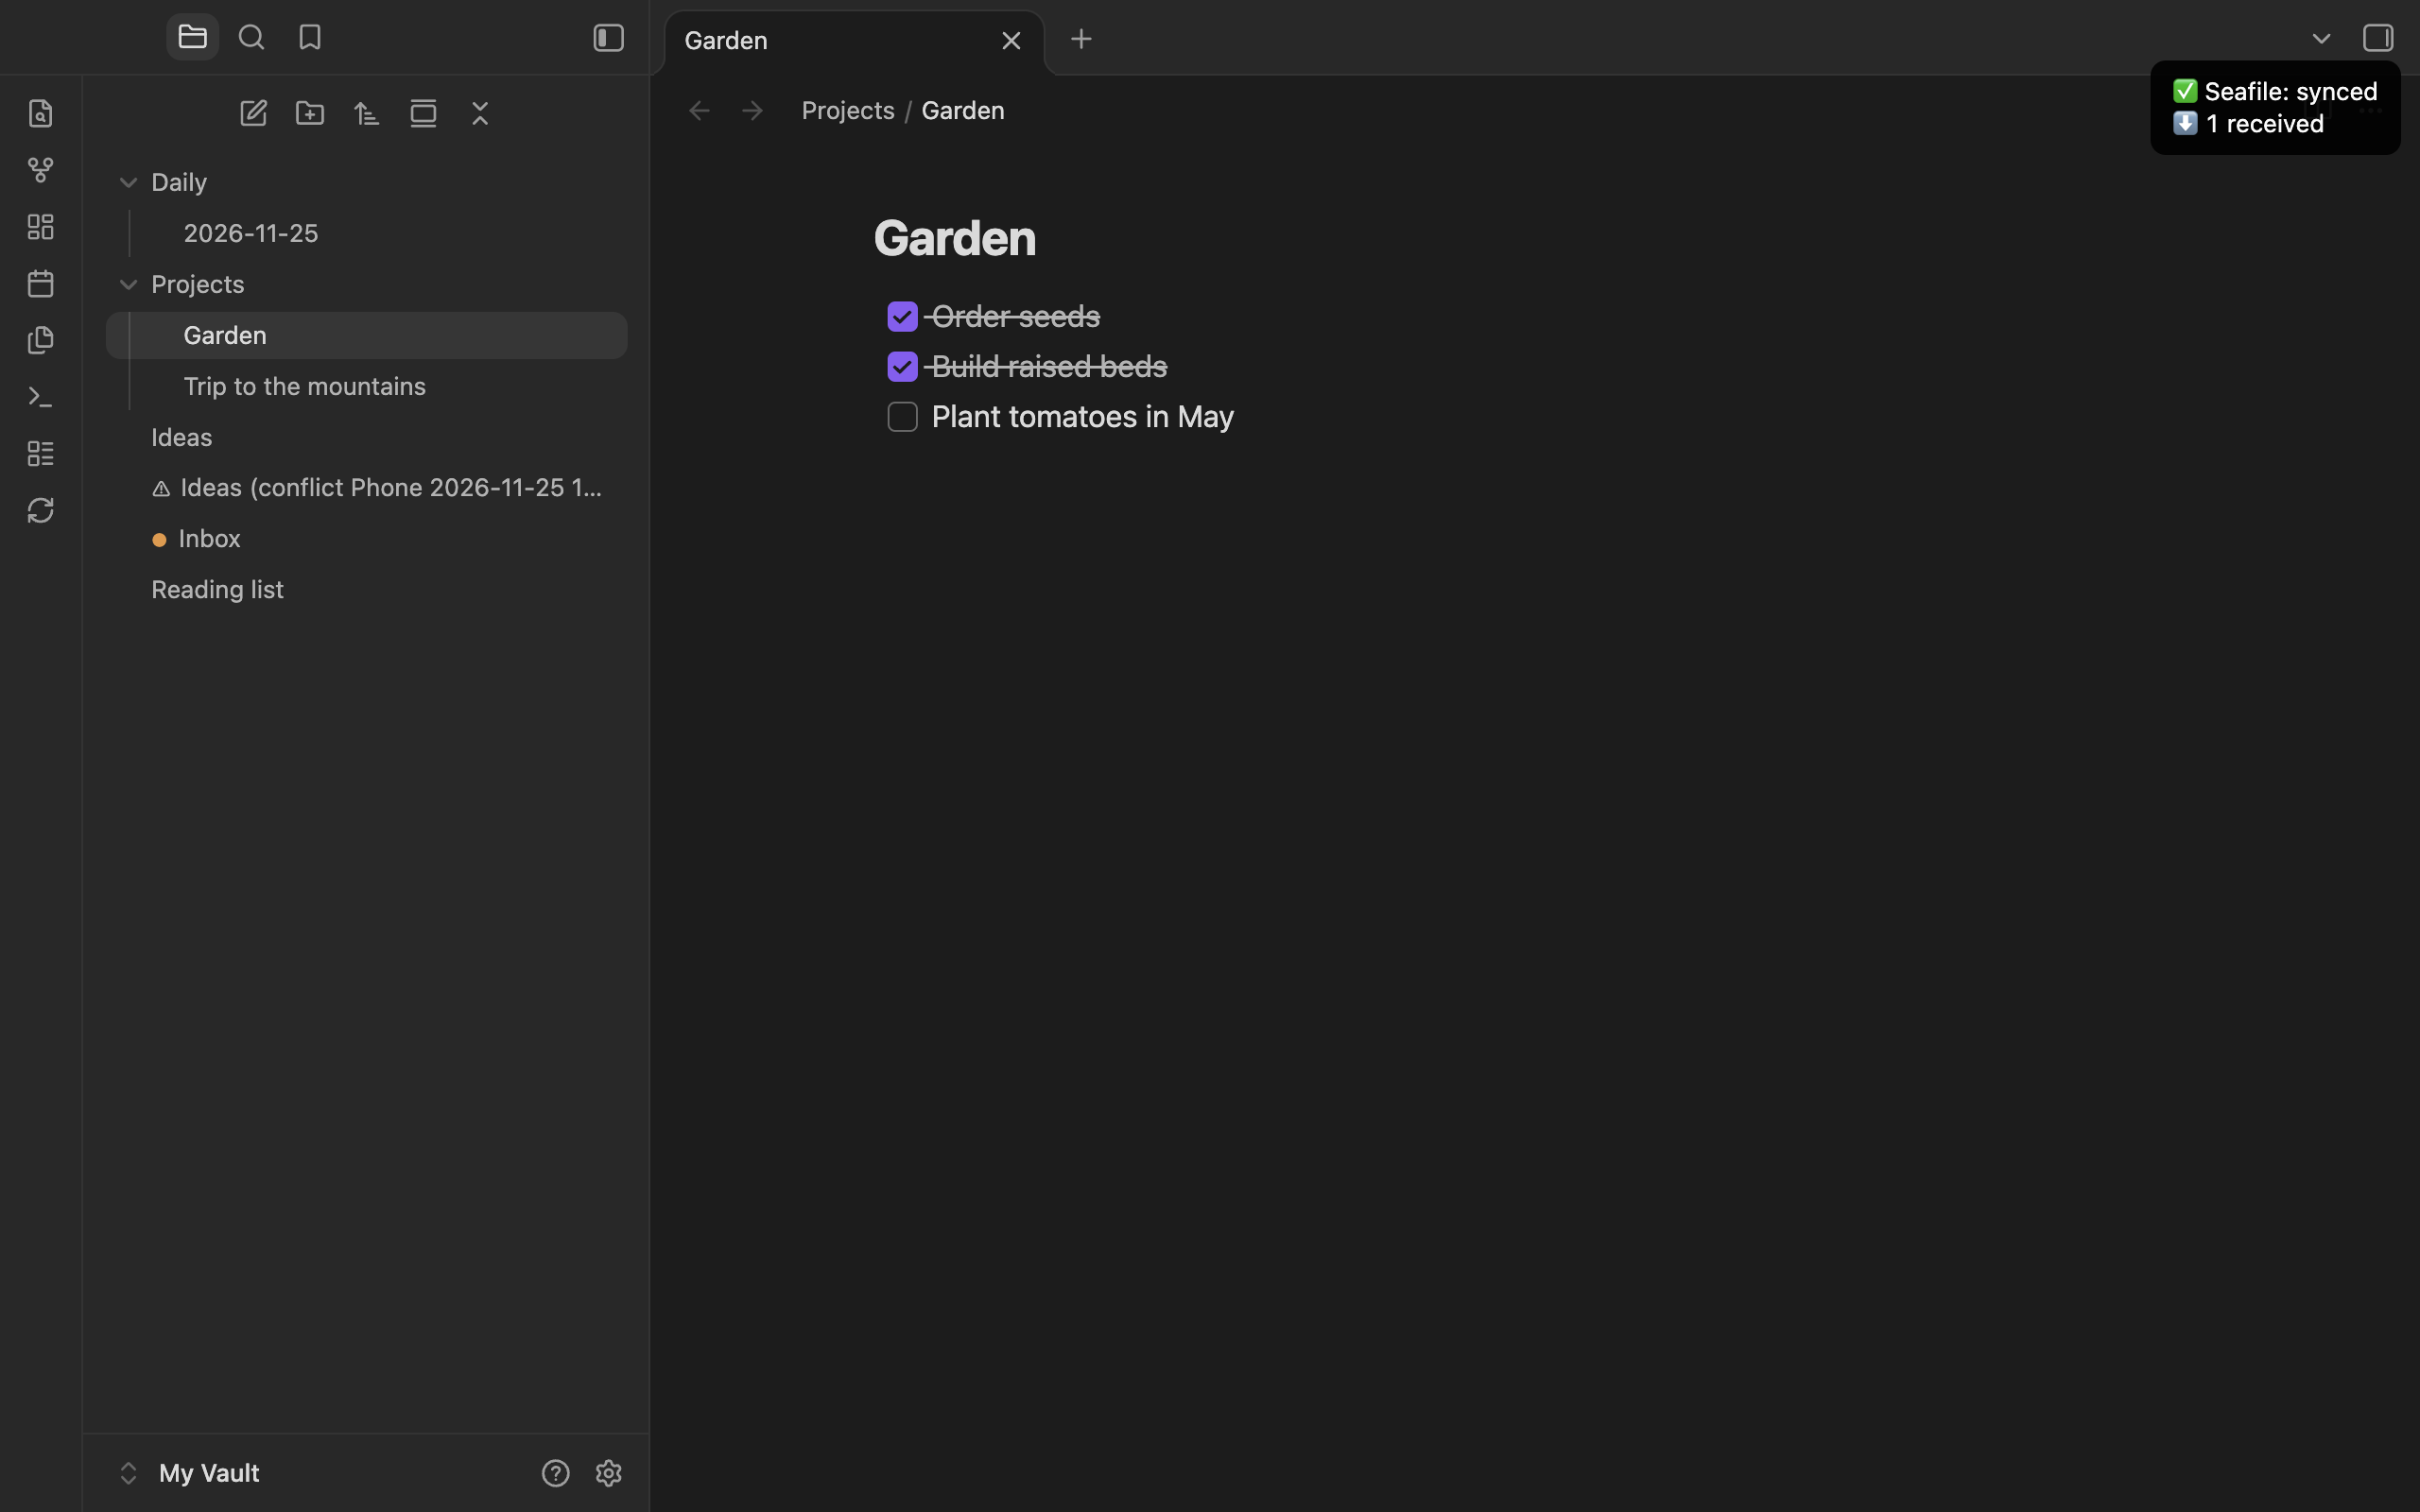 Garden
Projects / Garden
✅ Seafile: synced
⬇️ 1 received
Daily
2026-11-25
Projects
Garden
Trip to the mountains
Ideas
Ideas (conflict Phone 2026-11-25 1...
Inbox
Reading list
My Vault
Garden
Order seeds
Build raised beds
Plant tomatoes in May